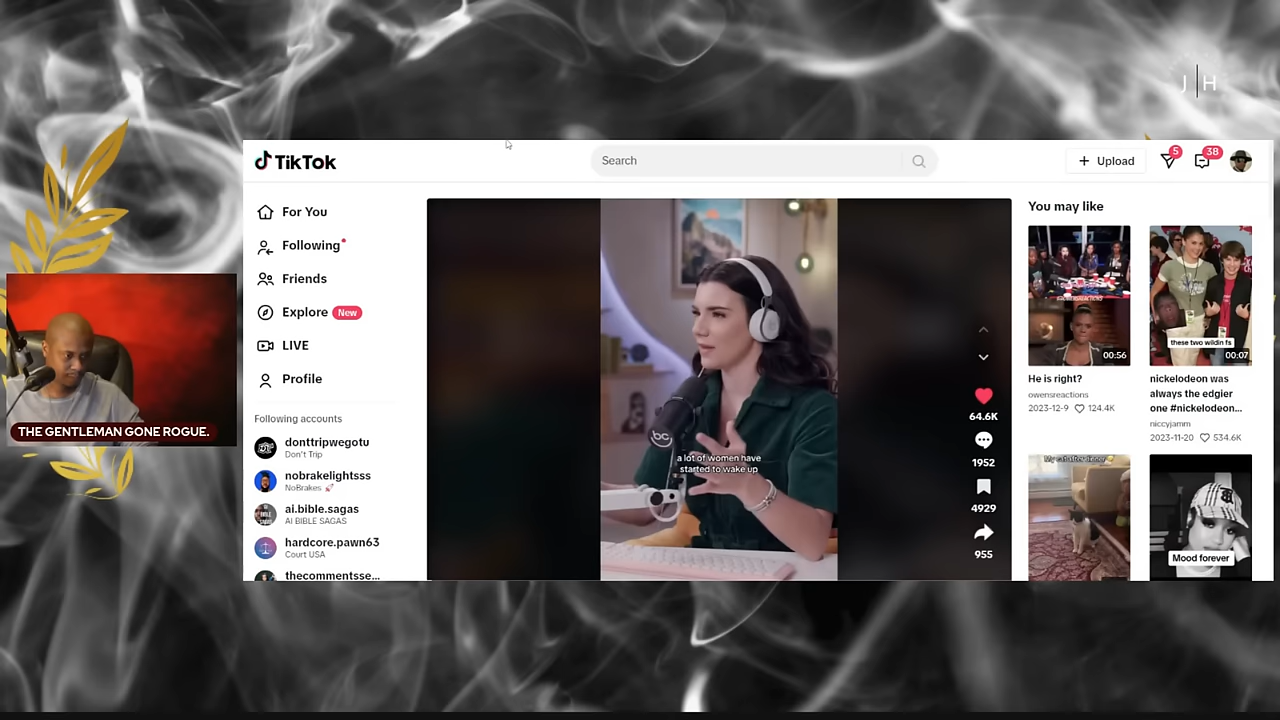 J | H
TikTok
Search
+ Upload
5
38
For You
Following
Friends
Explore New
LIVE
Profile
Following accounts
donttripwegotu
Don't Trip
nobrakelightsss
NoBrakes 🚀
ai.bible.sagas
AI BIBLE SAGAS
hardcore.pawn63
Court USA
thecommentsse...
THE GENTLEMAN GONE ROGUE.
bc
a lot of women have
started to wake up
64.6K
1952
4929
955
You may like
00:56
He is right?
owensreactions
2023-12-9 124.4K
these two wildin fs
00:07
nickelodeon was
always the edgier
one #nickelodeon...
niccyjamm
2023-11-20 534.6K
Mood forever